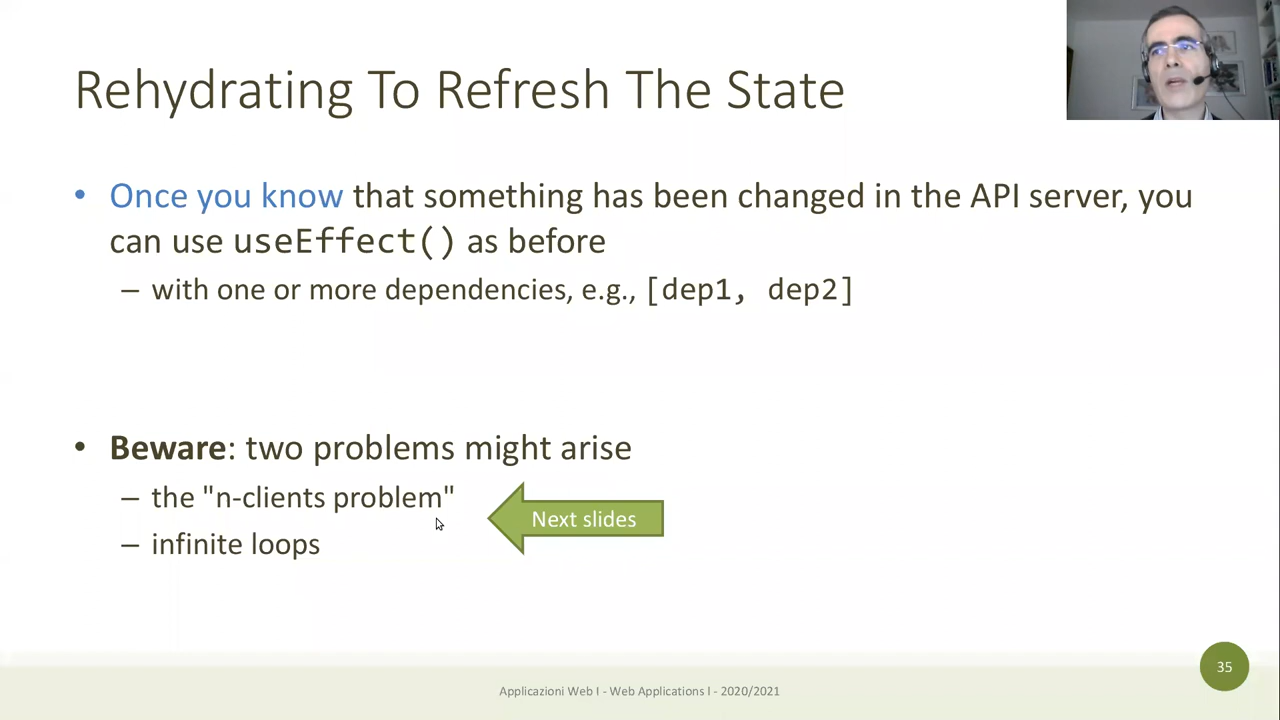 Rehydrating To Refresh The State
• Once you know that something has been changed in the API server, you
can use useEffect() as before
– with one or more dependencies, e.g., [dep1, dep2]
• Beware: two problems might arise
– the "n-clients problem"
Next slides
– infinite loops
35
Applicazioni Web I - Web Applications I - 2020/2021